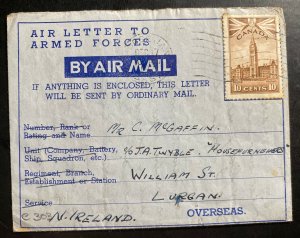 AIR LETTER TO
ARMED FORCES
BY AIR MAIL
IF ANYTHING IS ENCLOSED, THIS LETTER
WILL BE SENT BY ORDINARY MAIL.
CANADA
10 CENTS 10
Number, Rank or
Rating and Name
Mr C. McGaffin.
Unit (Company, Battery,
Ship, Squadron, etc.)
c/o J.A. Twyble. "Housefurnishers"
Regiment, Branch,
Establishment or Station
William St.
Service
Lurgan.
N. Ireland.
OVERSEAS.